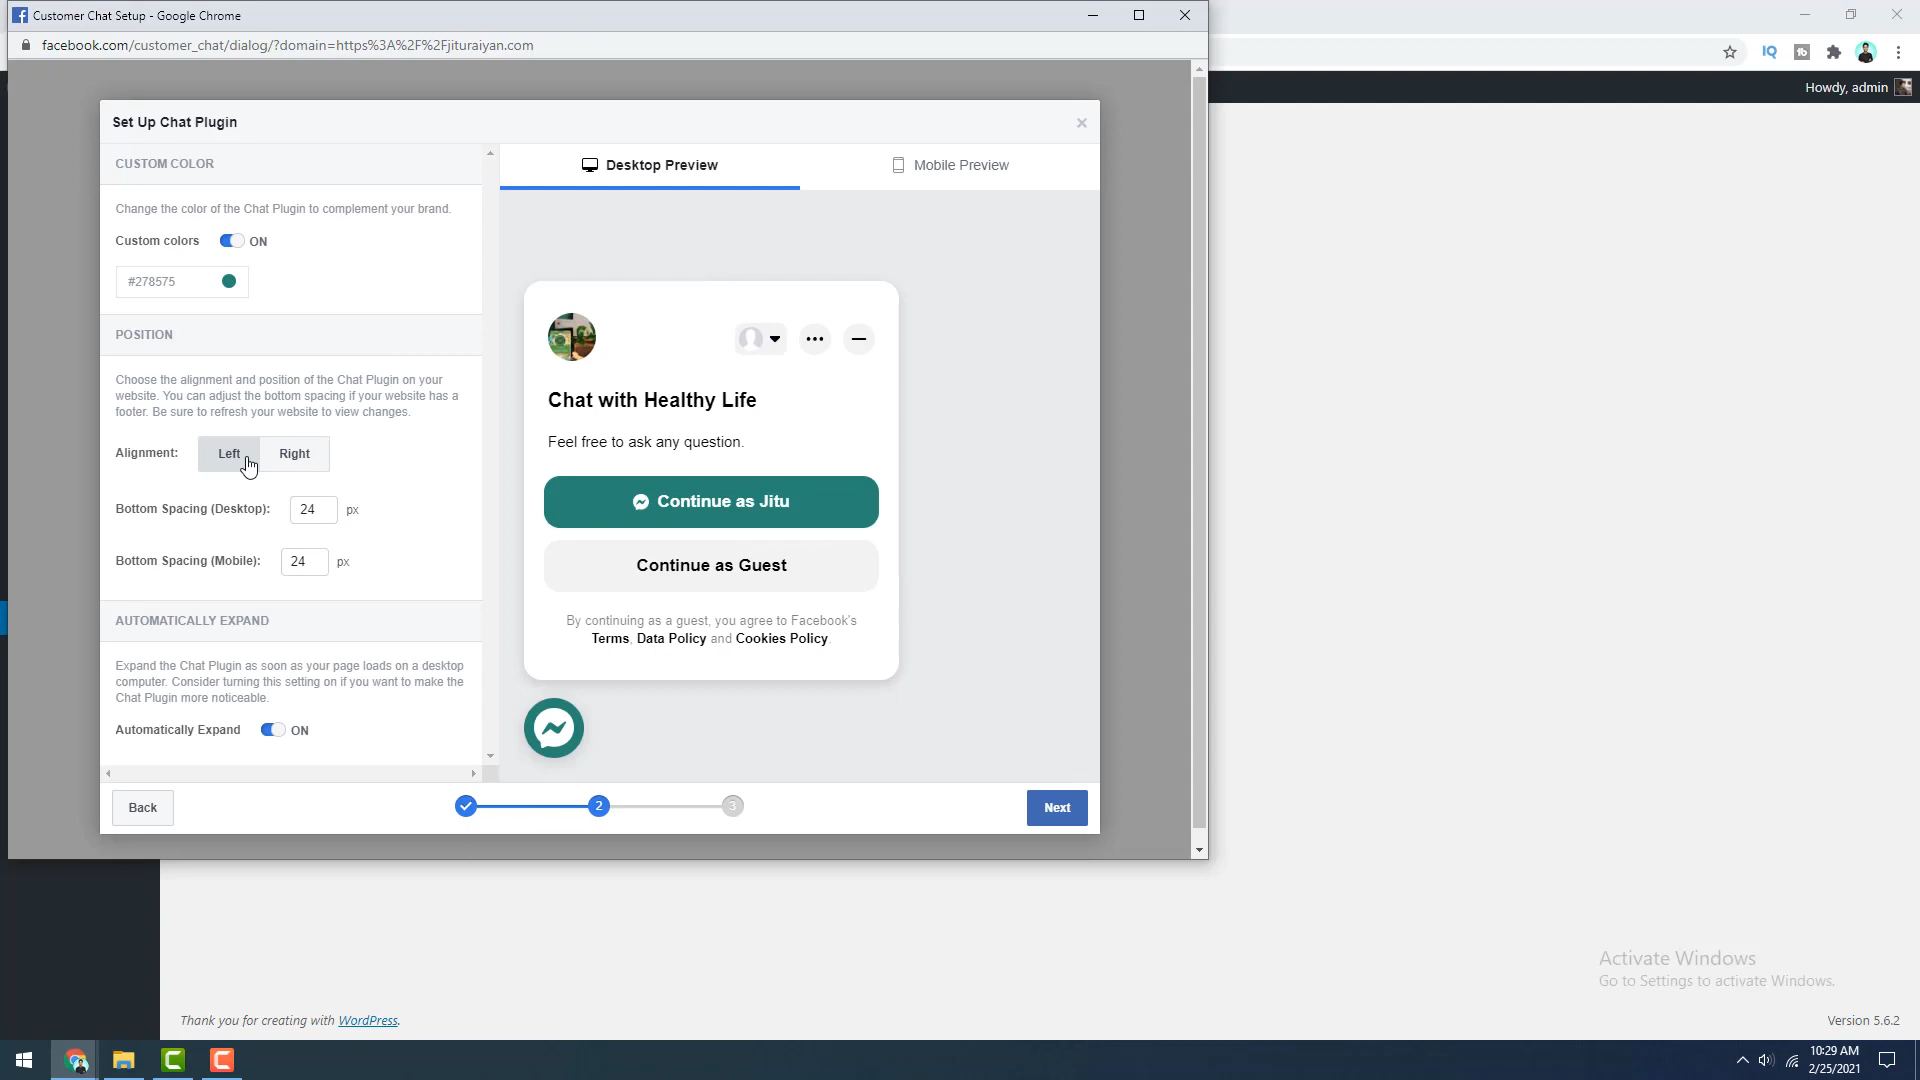 Customer Chat Setup - Google Chrome
facebook.com/customer_chat/dialog/?domain=https%3A%2F%2Fjituraiyan.com
IQ
tb
Howdy, admin
Set Up Chat Plugin
×
CUSTOM COLOR
Change the color of the Chat Plugin to complement your brand.
Custom colors ON
#278575
POSITION
Choose the alignment and position of the Chat Plugin on your
website. You can adjust the bottom spacing if your website has a
footer. Be sure to refresh your website to view changes.
Alignment: Left Right
Bottom Spacing (Desktop): 24 px
Bottom Spacing (Mobile): 24 px
AUTOMATICALLY EXPAND
Expand the Chat Plugin as soon as your page loads on a desktop
computer. Consider turning this setting on if you want to make the
Chat Plugin more noticeable.
Automatically Expand ON
Desktop Preview
Mobile Preview
Chat with Healthy Life
Feel free to ask any question.
Continue as Jitu
Continue as Guest
By continuing as a guest, you agree to Facebook's
Terms, Data Policy and Cookies Policy.
Back
2
3
Next
Activate Windows
Go to Settings to activate Windows.
Thank you for creating with WordPress.
Version 5.6.2
10:29 AM
2/25/2021